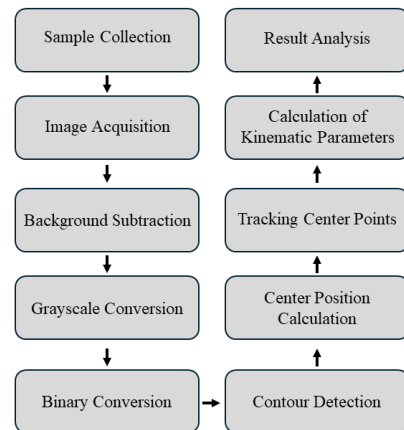 Sample Collection
Image Acquisition
Background Subtraction
Grayscale Conversion
Binary Conversion
Contour Detection
Center Position
Calculation
Tracking Center Points
Calculation of
Kinematic Parameters
Result Analysis